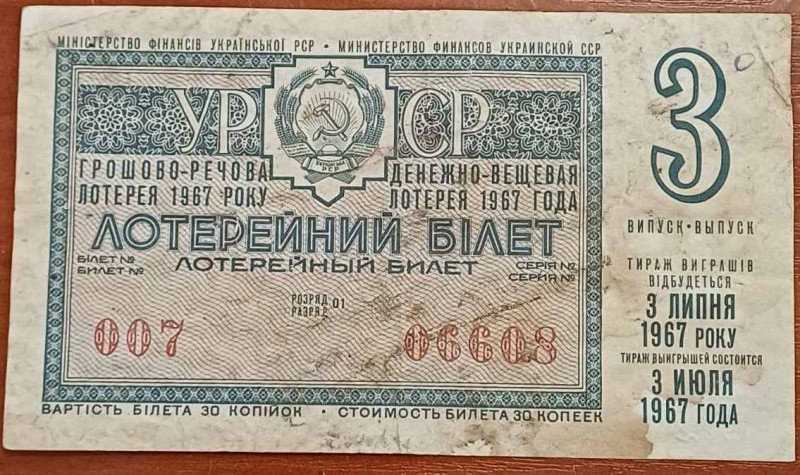 МІНІСТЕРСТВО ФІНАНСІВ УКРАЇНСЬКОЇ РСР • МИНИСТЕРСТВО ФИНАНСОВ УКРАИНСКОЙ ССР
УР СР
УКРАЇНСЬКА
РСР
ГРОШОВО-РЕЧОВА
ЛОТЕРЕЯ 1967 РОКУ
ДЕНЕЖНО-ВЕЩЕВАЯ
ЛОТЕРЕЯ 1967 ГОДА
ЛОТЕРЕЙНИЙ БІЛЕТ
ЛОТЕРЕЙНЫЙ БИЛЕТ
БІЛЕТ №
БИЛЕТ №
СЕРІЯ №
СЕРИЯ №
РОЗРЯД 01
РАЗРЯД
007
06608
ВАРТІСТЬ БІЛЕТА 30 КОПІЙОК • СТОИМОСТЬ БИЛЕТА 30 КОПЕЕК
3
ВИПУСК • ВЫПУСК
ТИРАЖ ВИГРАШІВ
ВІДБУДЕТЬСЯ
3 ЛИПНЯ
1967 РОКУ
ТИРАЖ ВЫИГРЫШЕЙ СОСТОИТСЯ
3 ИЮЛЯ
1967 ГОДА